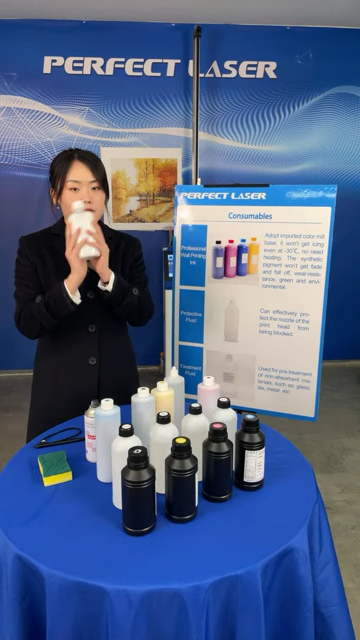 PERFECT LASER
PERFECT LASER
Consumables
Professional
Wall Printing
Ink
Adopt imported color mill
base, it won't get icing
even at -30°C, no need
heating. The synthetic
pigment won't get fade
and fall off, wear-resis-
tance, green and envi-
ronmental.
Protective
Fluid
Can effectively pro-
tect the nozzle of the
print head from
being blocked.
Treatment
Fluid
Used for pre-treatment
of non-absorbent ma-
terials, such as: glass,
tile, metal, etc.